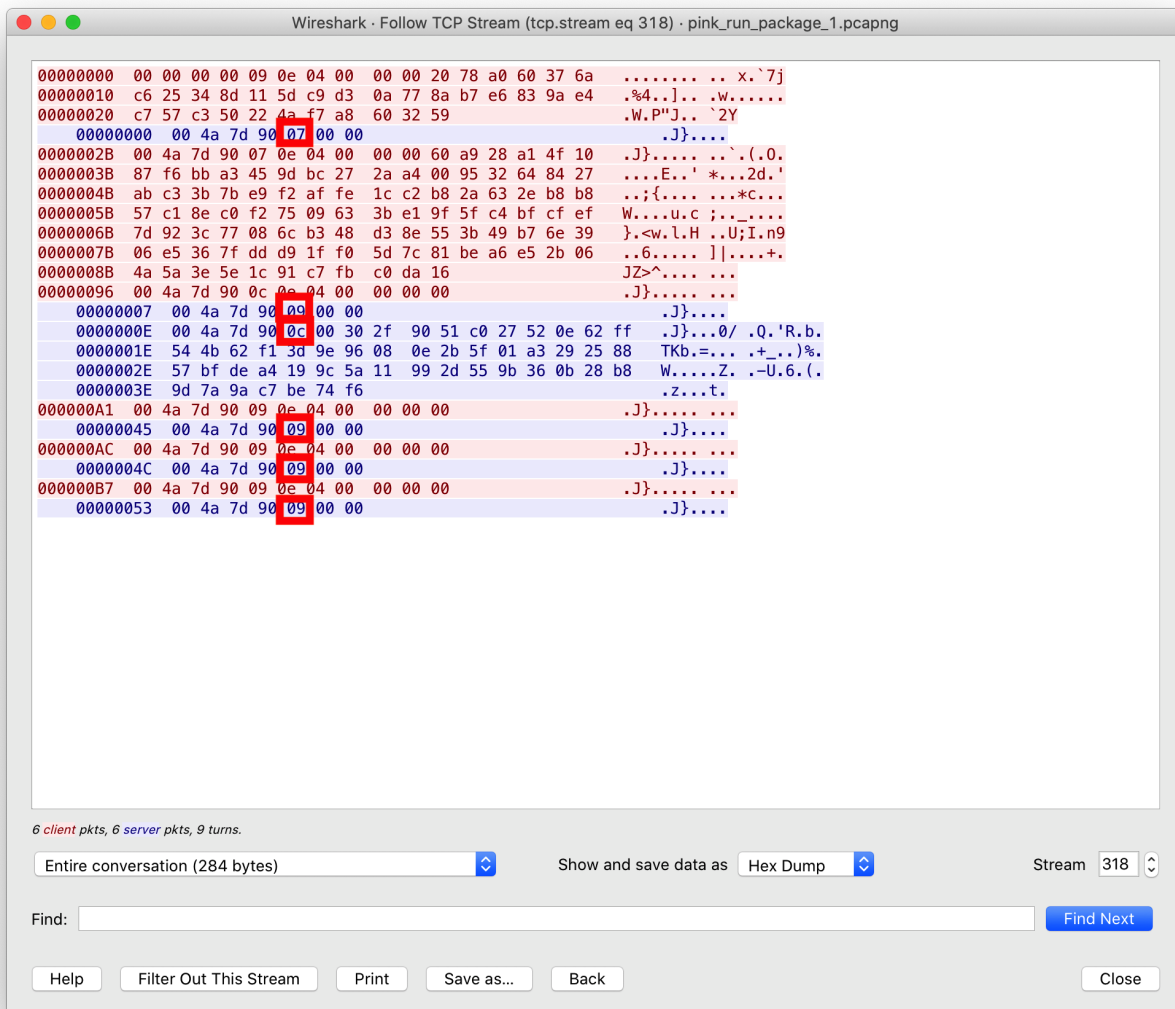 Wireshark · Follow TCP Stream (tcp.stream eq 318) · pink_run_package_1.pcapng
00000000  00 00 00 00 09 0e 04 00  00 00 20 78 a0 60 37 6a   ........ .. x.`7j
00000010  c6 25 34 8d 11 5d c9 d3  0a 77 8a b7 e6 83 9a e4   .%4..].. .w......
00000020  c7 57 c3 50 22 4a f7 a8  60 32 59                  .W.P"J.. `2Y
00000000  00 4a 7d 90 07 00 00                               .J}....
0000002B  00 4a 7d 90 07 0e 04 00  00 00 60 a9 28 a1 4f 10   .J}..... ..`.(.O.
0000003B  87 f6 bb a3 45 9d bc 27  2a a4 00 95 32 64 84 27   ....E..' *...2d.'
0000004B  ab c3 3b 7b e9 f2 af fe  1c c2 b8 2a 63 2e b8 b8   ..;{.... ...*c...
0000005B  57 c1 8e c0 f2 75 09 63  3b e1 9f 5f c4 bf cf ef   W....u.c ;.._....
0000006B  7d 92 3c 77 08 6c b3 48  d3 8e 55 3b 49 b7 6e 39   }.<w.l.H ..U;I.n9
0000007B  06 e5 36 7f dd d9 1f f0  5d 7c 81 be a6 e5 2b 06   ..6..... ]|....+.
0000008B  4a 5a 3e 5e 1c 91 c7 fb  c0 da 16                  JZ>^.... ...
00000096  00 4a 7d 90 0c 0e 04 00  00 00 00                  .J}..... ...
00000007  00 4a 7d 90 09 00 00                               .J}....
0000000E  00 4a 7d 90 0c 00 30 2f  90 51 c0 27 52 0e 62 ff   .J}...0/ .Q.'R.b.
0000001E  54 4b 62 f1 3d 9e 96 08  0e 2b 5f 01 a3 29 25 88   TKb.=... .+_..)%.
0000002E  57 bf de a4 19 9c 5a 11  99 2d 55 9b 36 0b 28 b8   W.....Z. .-U.6.(.
0000003E  9d 7a 9a c7 be 74 f6                               .z...t.
000000A1  00 4a 7d 90 09 0e 04 00  00 00 00                  .J}..... ...
00000045  00 4a 7d 90 09 00 00                               .J}....
000000AC  00 4a 7d 90 09 0e 04 00  00 00 00                  .J}..... ...
0000004C  00 4a 7d 90 09 00 00                               .J}....
000000B7  00 4a 7d 90 09 0e 04 00  00 00 00                  .J}..... ...
00000053  00 4a 7d 90 09 00 00                               .J}....
6 client pkts, 6 server pkts, 9 turns.
Entire conversation (284 bytes) Show and save data as Hex Dump Stream 318
Find: Find Next
Help Filter Out This Stream Print Save as... Back Close